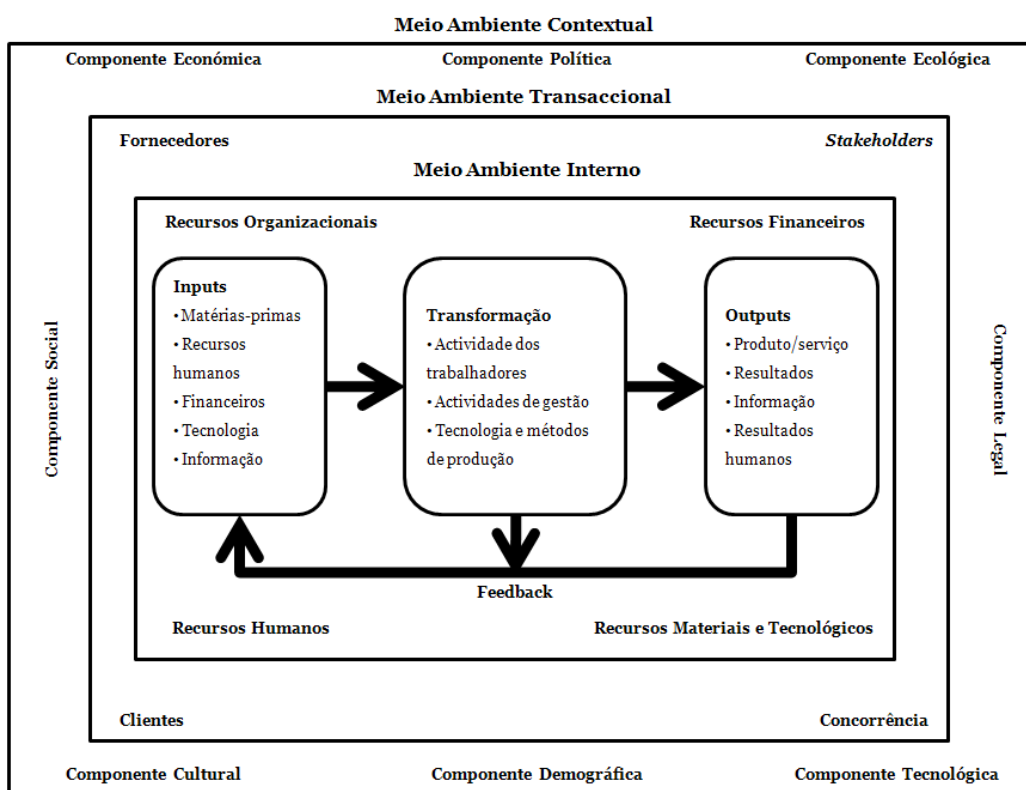 Meio Ambiente Contextual
Componente Económica
Componente Política
Componente Ecológica
Meio Ambiente Transaccional
Fornecedores
Stakeholders
Meio Ambiente Interno
Recursos Organizacionais
Recursos Financeiros
Inputs
• Matérias-primas
• Recursos
humanos
• Financeiros
• Tecnologia
• Informação
Transformação
• Actividade dos
trabalhadores
• Actividades de gestão
• Tecnologia e métodos
de produção
Outputs
• Produto/serviço
• Resultados
• Informação
• Resultados
humanos
Componente Social
Componente Legal
Feedback
Recursos Humanos
Recursos Materiais e Tecnológicos
Clientes
Concorrência
Componente Cultural
Componente Demográfica
Componente Tecnológica